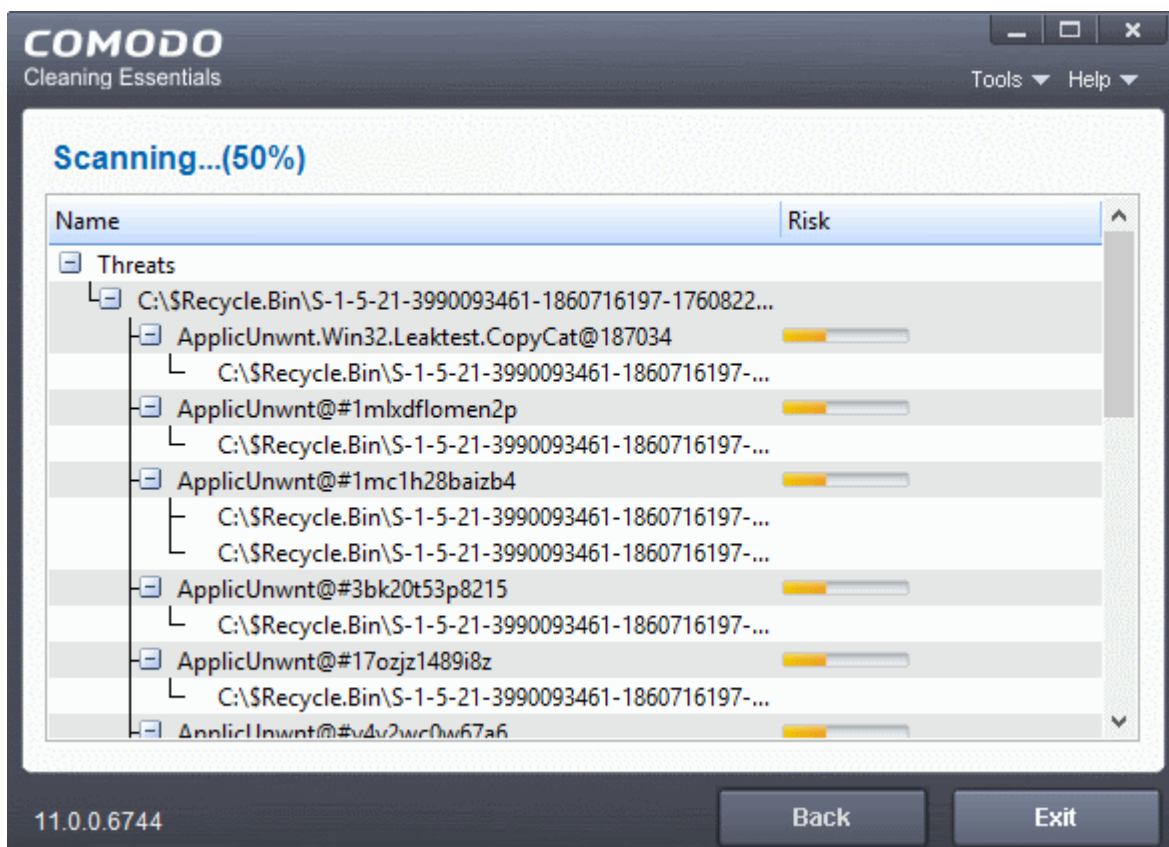 COMODO
Cleaning Essentials
Tools Help
Scanning...(50%)
Name Risk
Threats
C:\$Recycle.Bin\S-1-5-21-3990093461-1860716197-1760822...
ApplicUnwnt.Win32.Leaktest.CopyCat@187034
C:\$Recycle.Bin\S-1-5-21-3990093461-1860716197-...
ApplicUnwnt@#1mlxdflomen2p
C:\$Recycle.Bin\S-1-5-21-3990093461-1860716197-...
ApplicUnwnt@#1mc1h28baizb4
C:\$Recycle.Bin\S-1-5-21-3990093461-1860716197-...
C:\$Recycle.Bin\S-1-5-21-3990093461-1860716197-...
ApplicUnwnt@#3bk20t53p8215
C:\$Recycle.Bin\S-1-5-21-3990093461-1860716197-...
ApplicUnwnt@#17ozjz1489i8z
C:\$Recycle.Bin\S-1-5-21-3990093461-1860716197-...
11.0.0.6744
Back
Exit